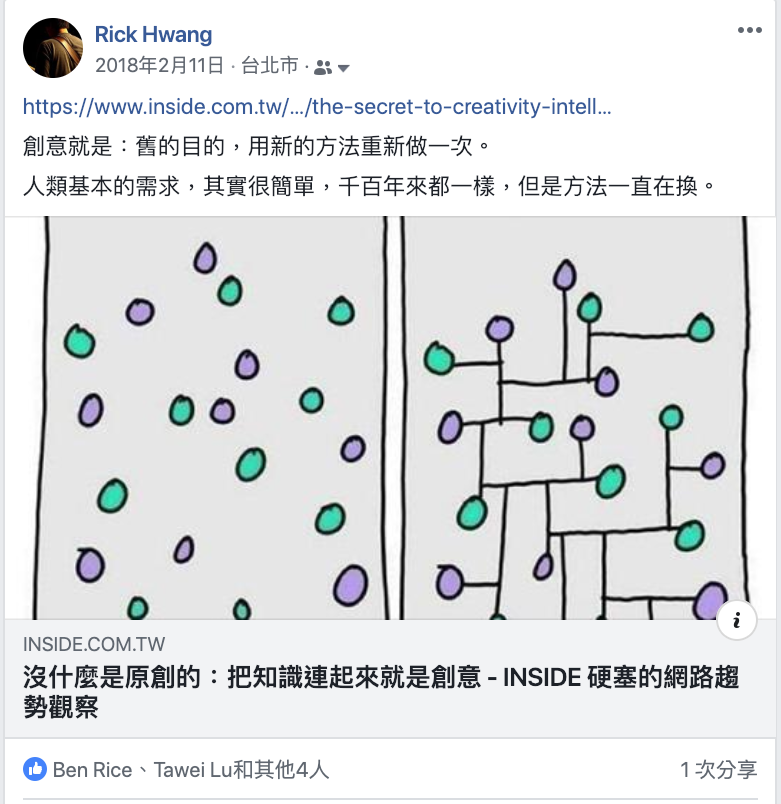 Rick Hwang
2018年2月11日 · 台北市 ·
https://www.inside.com.tw/.../the-secret-to-creativity-intell...
創意就是：舊的目的，用新的方法重新做一次。
人類基本的需求，其實很簡單，千百年來都一樣，但是方法一直在換。
INSIDE.COM.TW
沒什麼是原創的：把知識連起來就是創意 - INSIDE 硬塞的網路趨
勢觀察
Ben Rice、Tawei Lu和其他4人
1 次分享